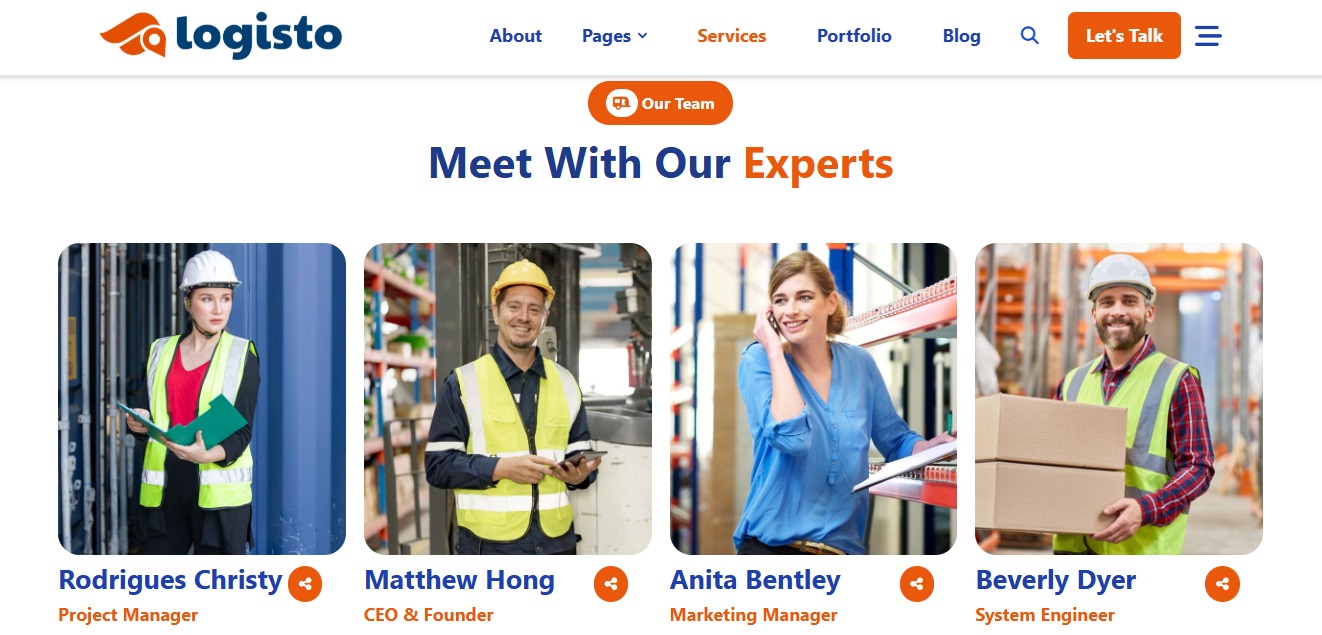 logisto
About Pages Services Portfolio Blog Let's Talk
Our Team
Meet With Our Experts
Rodrigues Christy Matthew Hong Anita Bentley Beverly Dyer
Project Manager CEO & Founder Marketing Manager System Engineer